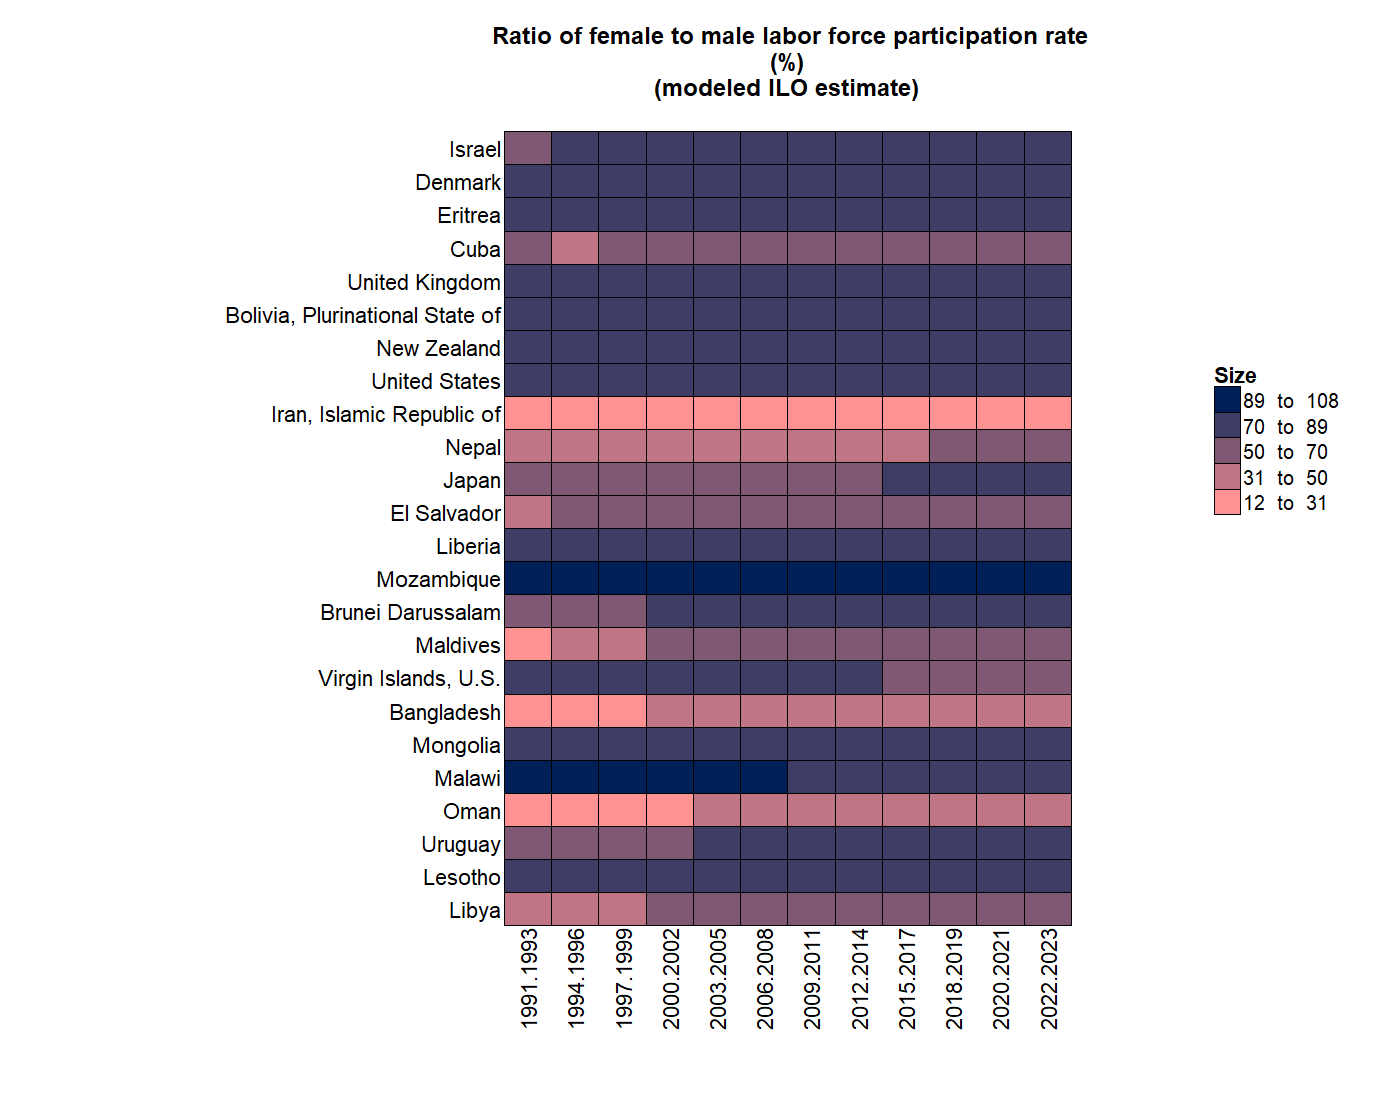 Ratio of female to male labor force participation rate
(%)
(modeled ILO estimate)
Israel
Denmark
Eritrea
Cuba
United Kingdom
Bolivia, Plurinational State of
New Zealand
United States
Iran, Islamic Republic of
Nepal
Japan
El Salvador
Liberia
Mozambique
Brunei Darussalam
Maldives
Virgin Islands, U.S.
Bangladesh
Mongolia
Malawi
Oman
Uruguay
Lesotho
Libya
1991.1993
1994.1996
1997.1999
2000.2002
2003.2005
2006.2008
2009.2011
2012.2014
2015.2017
2018.2019
2020.2021
2022.2023
Size
89 to 108
70 to 89
50 to 70
31 to 50
12 to 31